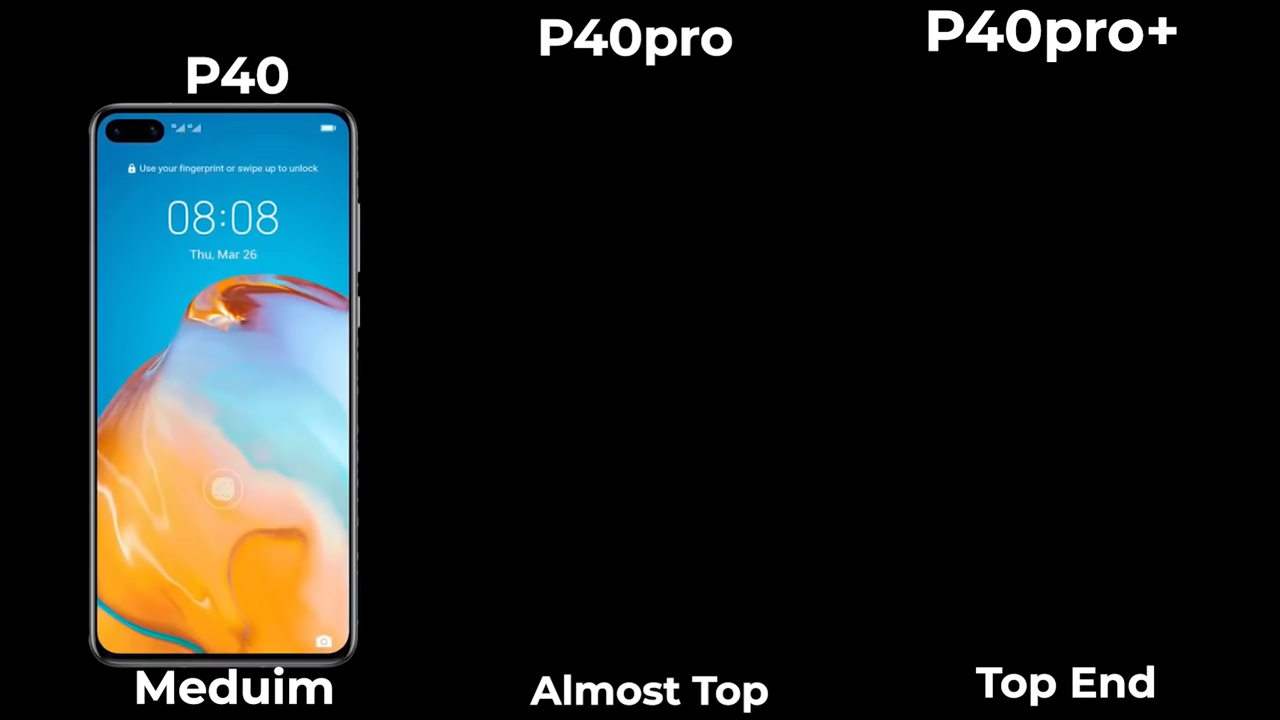 P40
P40pro
P40pro+
Use your fingerprint or swipe up to unlock
08:08
Thu, Mar 26
Meduim
Almost Top
Top End